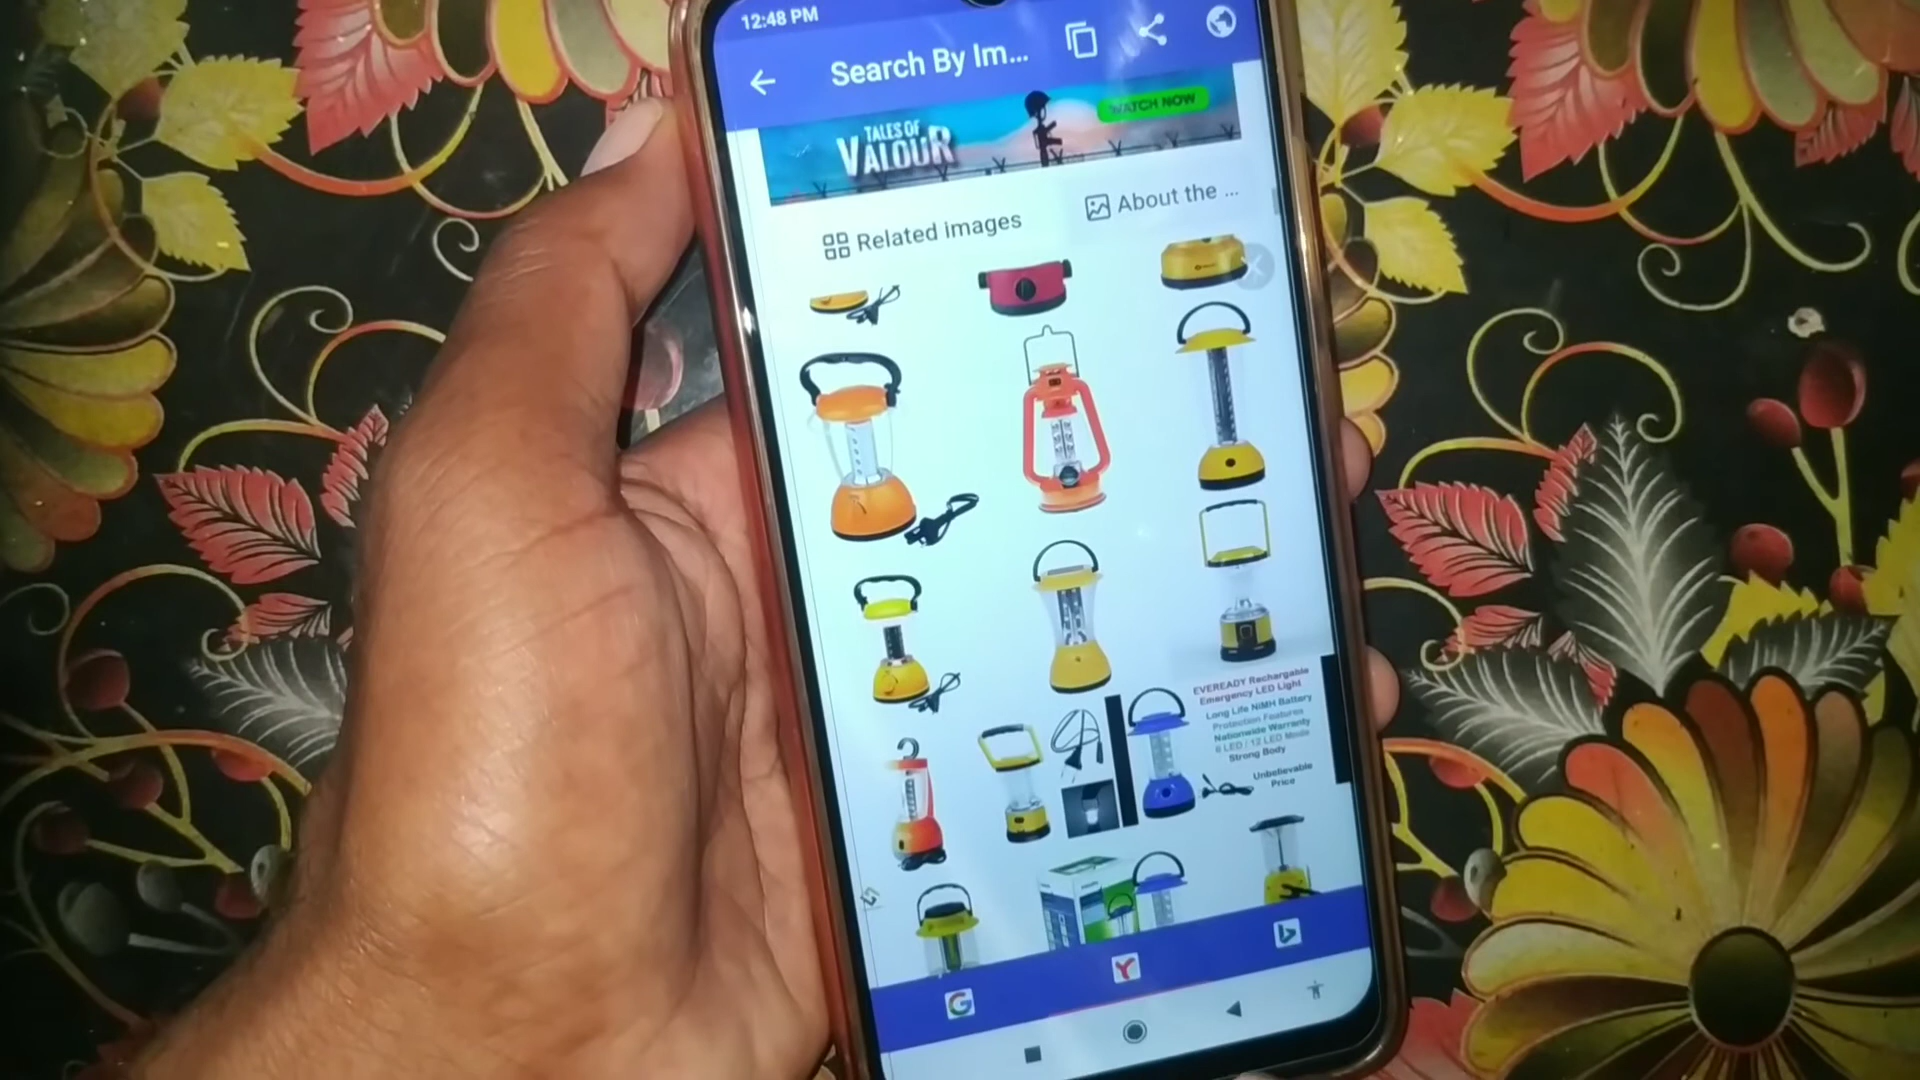 12:48 PM
Search By Im...
TALES OF
VALOUR
WATCH NOW
Related images
About the ...
EVEREADY Rechargable
Emergency LED Light
Long Life NiMH Battery
Protection Features
Nationwide Warranty
6 LED / 12 LED Mode
Strong Body
Unbelievable
Price